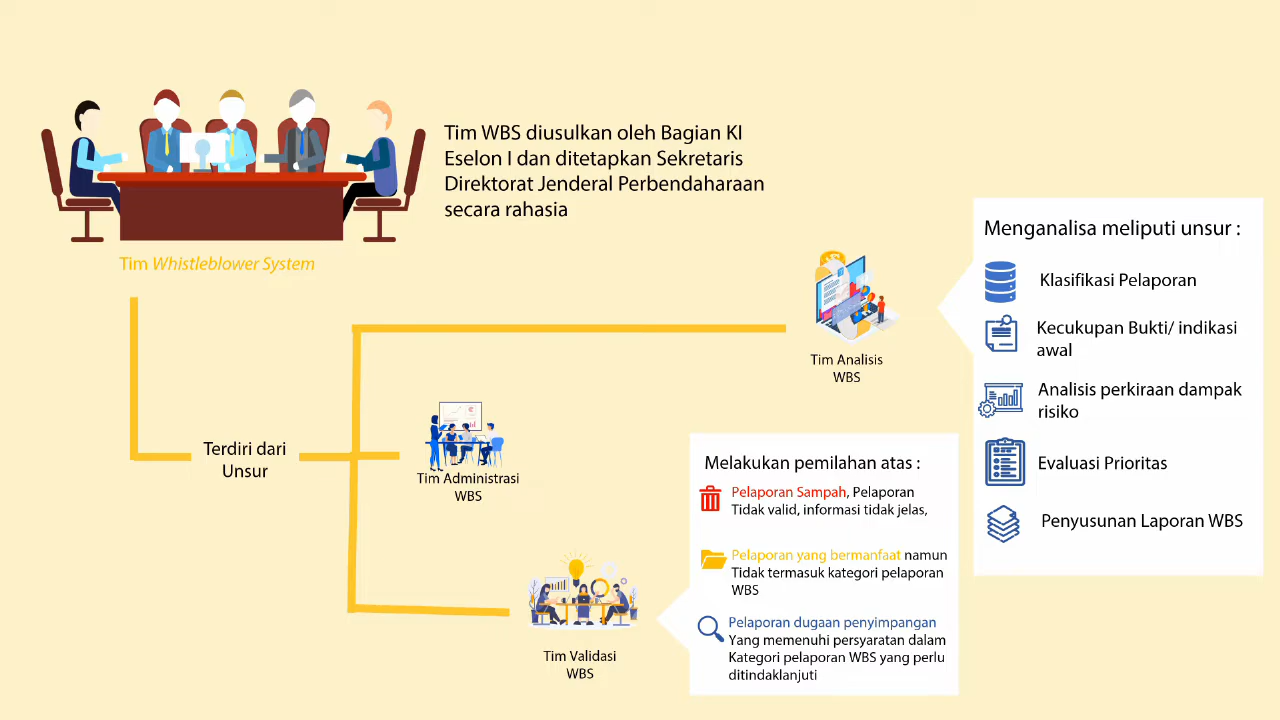 Tim WBS diusulkan oleh Bagian KI
Eselon I dan ditetapkan Sekretaris
Direktorat Jenderal Perbendaharaan
secara rahasia
Tim Whistleblower System
Terdiri dari
Unsur
Tim Analisis
WBS
Tim Administrasi
WBS
Tim Validasi
WBS
Menganalisa meliputi unsur :
Klasifikasi Pelaporan
Kecukupan Bukti/ indikasi
awal
Analisis perkiraan dampak
risiko
Evaluasi Prioritas
Penyusunan Laporan WBS
Melakukan pemilahan atas :
Pelaporan Sampah, Pelaporan
Tidak valid, informasi tidak jelas,
Pelaporan yang bermanfaat namun
Tidak termasuk kategori pelaporan
WBS
Pelaporan dugaan penyimpangan
Yang memenuhi persyaratan dalam
Kategori pelaporan WBS yang perlu
ditindaklanjuti